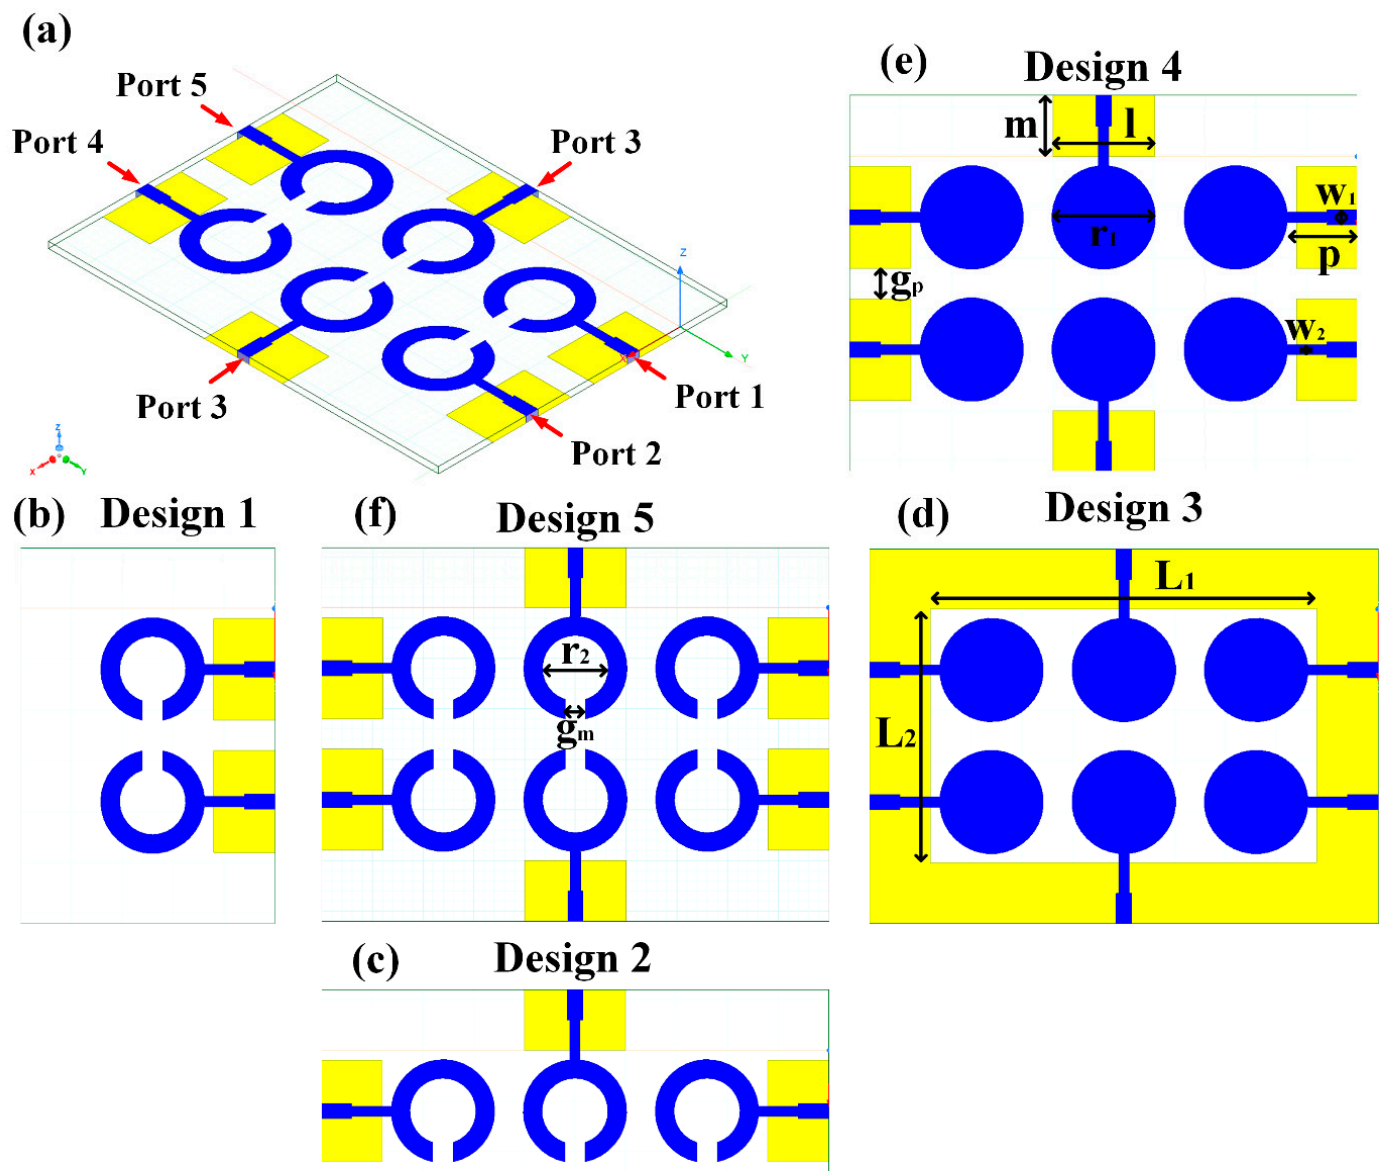 (a)
Port 5
Port 4
Port 3
Z
Y
Port 1
Port 3
Port 2
Z
X
Y
(e)
Design 4
m
l
r1
w1
p
gp
w2
(b)
Design 1
(f)
Design 5
r2
gm
(d)
Design 3
L1
L2
(c)
Design 2